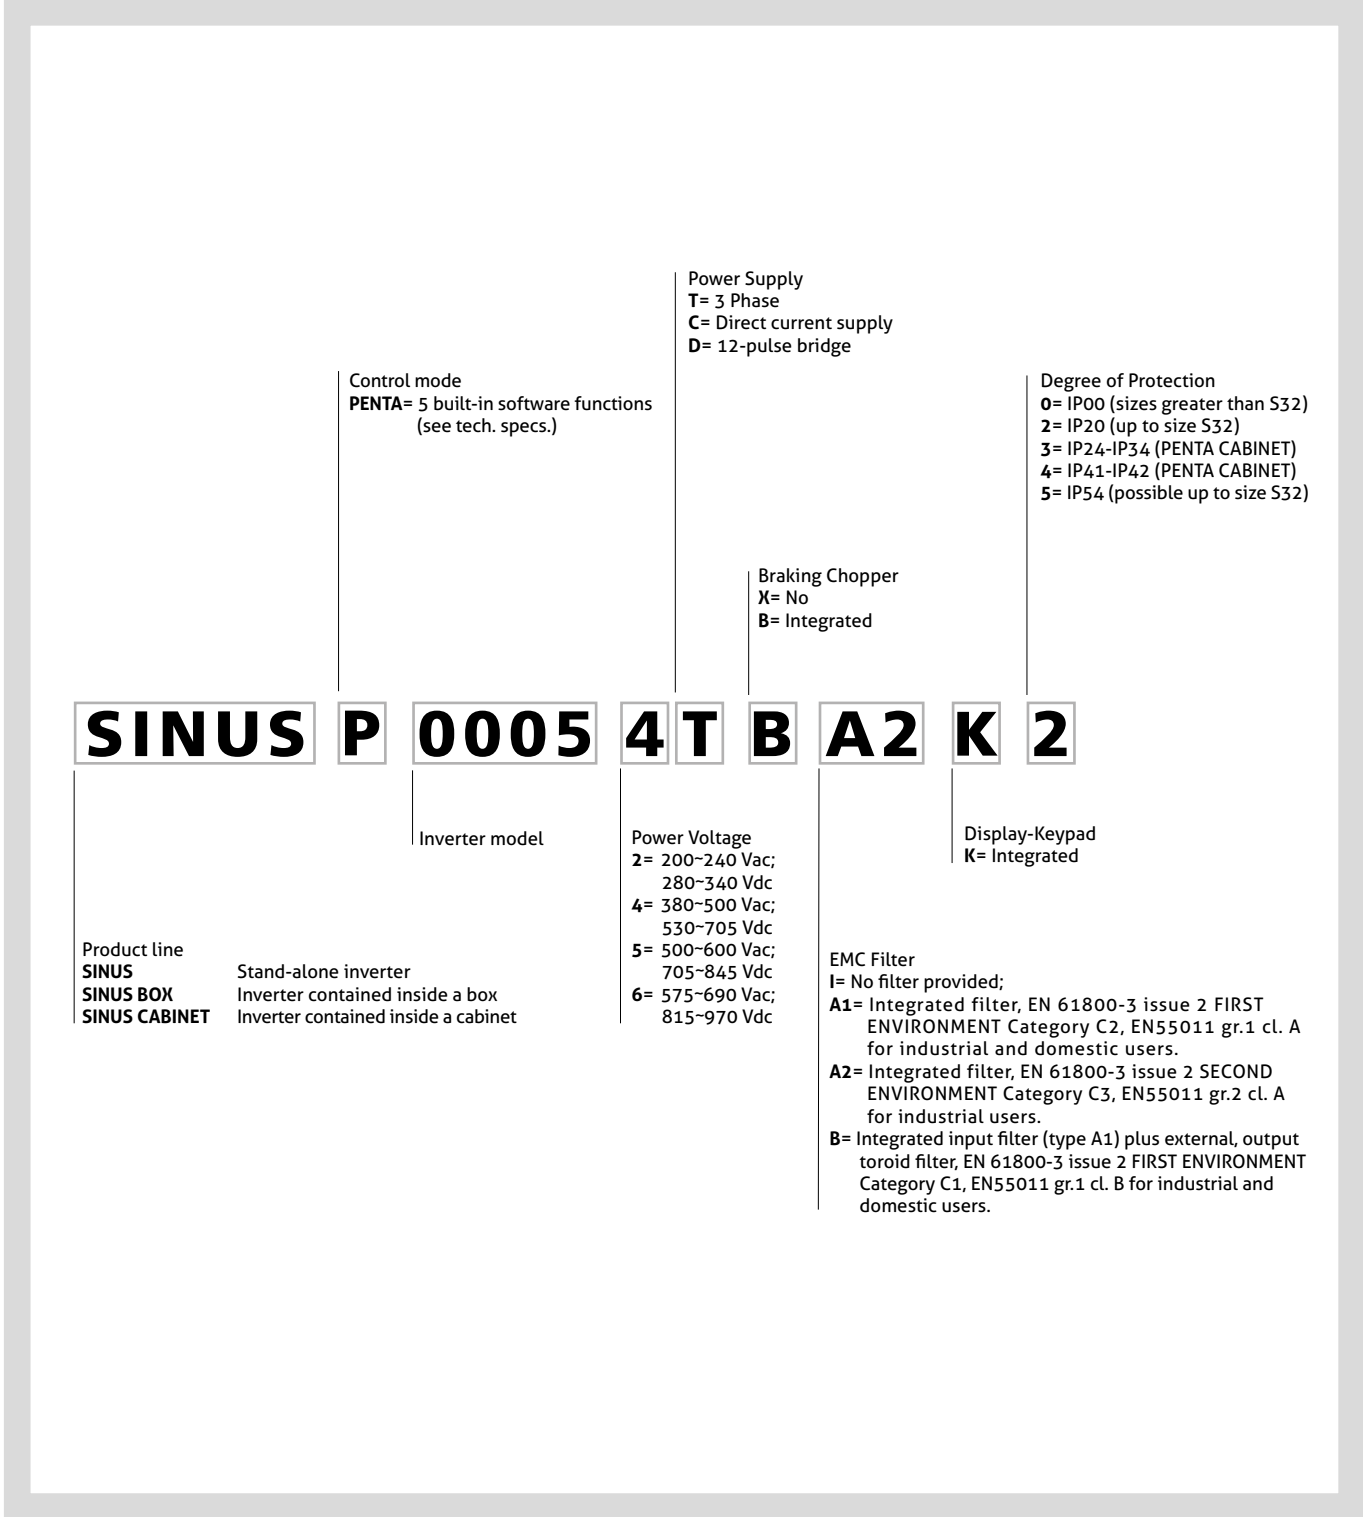 Power Supply
T= 3 Phase
C= Direct current supply
D= 12-pulse bridge
Control mode
PENTA= 5 built-in software functions
(see tech. specs.)
Degree of Protection
0= IP00 (sizes greater than S32)
2= IP20 (up to size S32)
3= IP24-IP34 (PENTA CABINET)
4= IP41-IP42 (PENTA CABINET)
5= IP54 (possible up to size S32)
Braking Chopper
X= No
B= Integrated
SINUS P 0005 4 T B A2 K 2
Inverter model
Power Voltage
2= 200~240 Vac;
280~340 Vdc
4= 380~500 Vac;
530~705 Vdc
5= 500~600 Vac;
705~845 Vdc
6= 575~690 Vac;
815~970 Vdc
Display-Keypad
K= Integrated
Product line
SINUS Stand-alone inverter
SINUS BOX Inverter contained inside a box
SINUS CABINET Inverter contained inside a cabinet
EMC Filter
I= No filter provided;
A1= Integrated filter, EN 61800-3 issue 2 FIRST
ENVIRONMENT Category C2, EN55011 gr.1 cl. A
for industrial and domestic users.
A2= Integrated filter, EN 61800-3 issue 2 SECOND
ENVIRONMENT Category C3, EN55011 gr.2 cl. A
for industrial users.
B= Integrated input filter (type A1) plus external, output
toroid filter, EN 61800-3 issue 2 FIRST ENVIRONMENT
Category C1, EN55011 gr.1 cl. B for industrial and
domestic users.